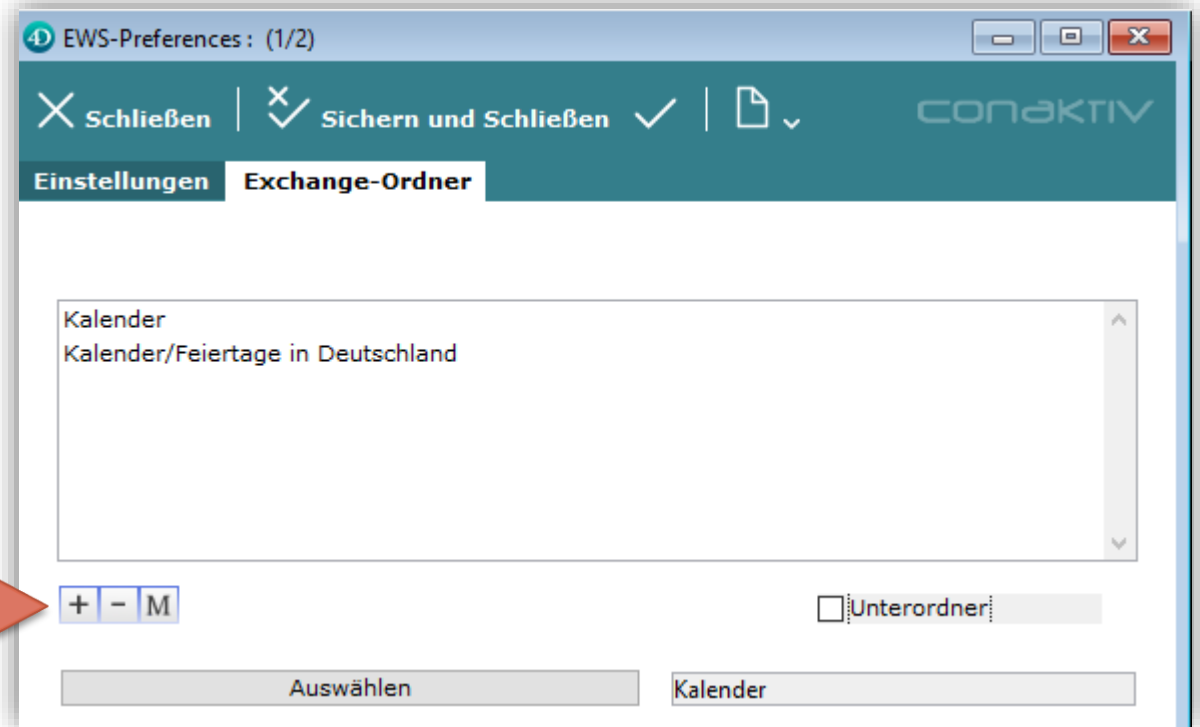 4D EWS-Preferences : (1/2)
Schließen Sichern und Schließen CONAKTIV
Einstellungen Exchange-Ordner
Kalender
Kalender/Feiertage in Deutschland
+ - M Unterordner
Auswählen Kalender